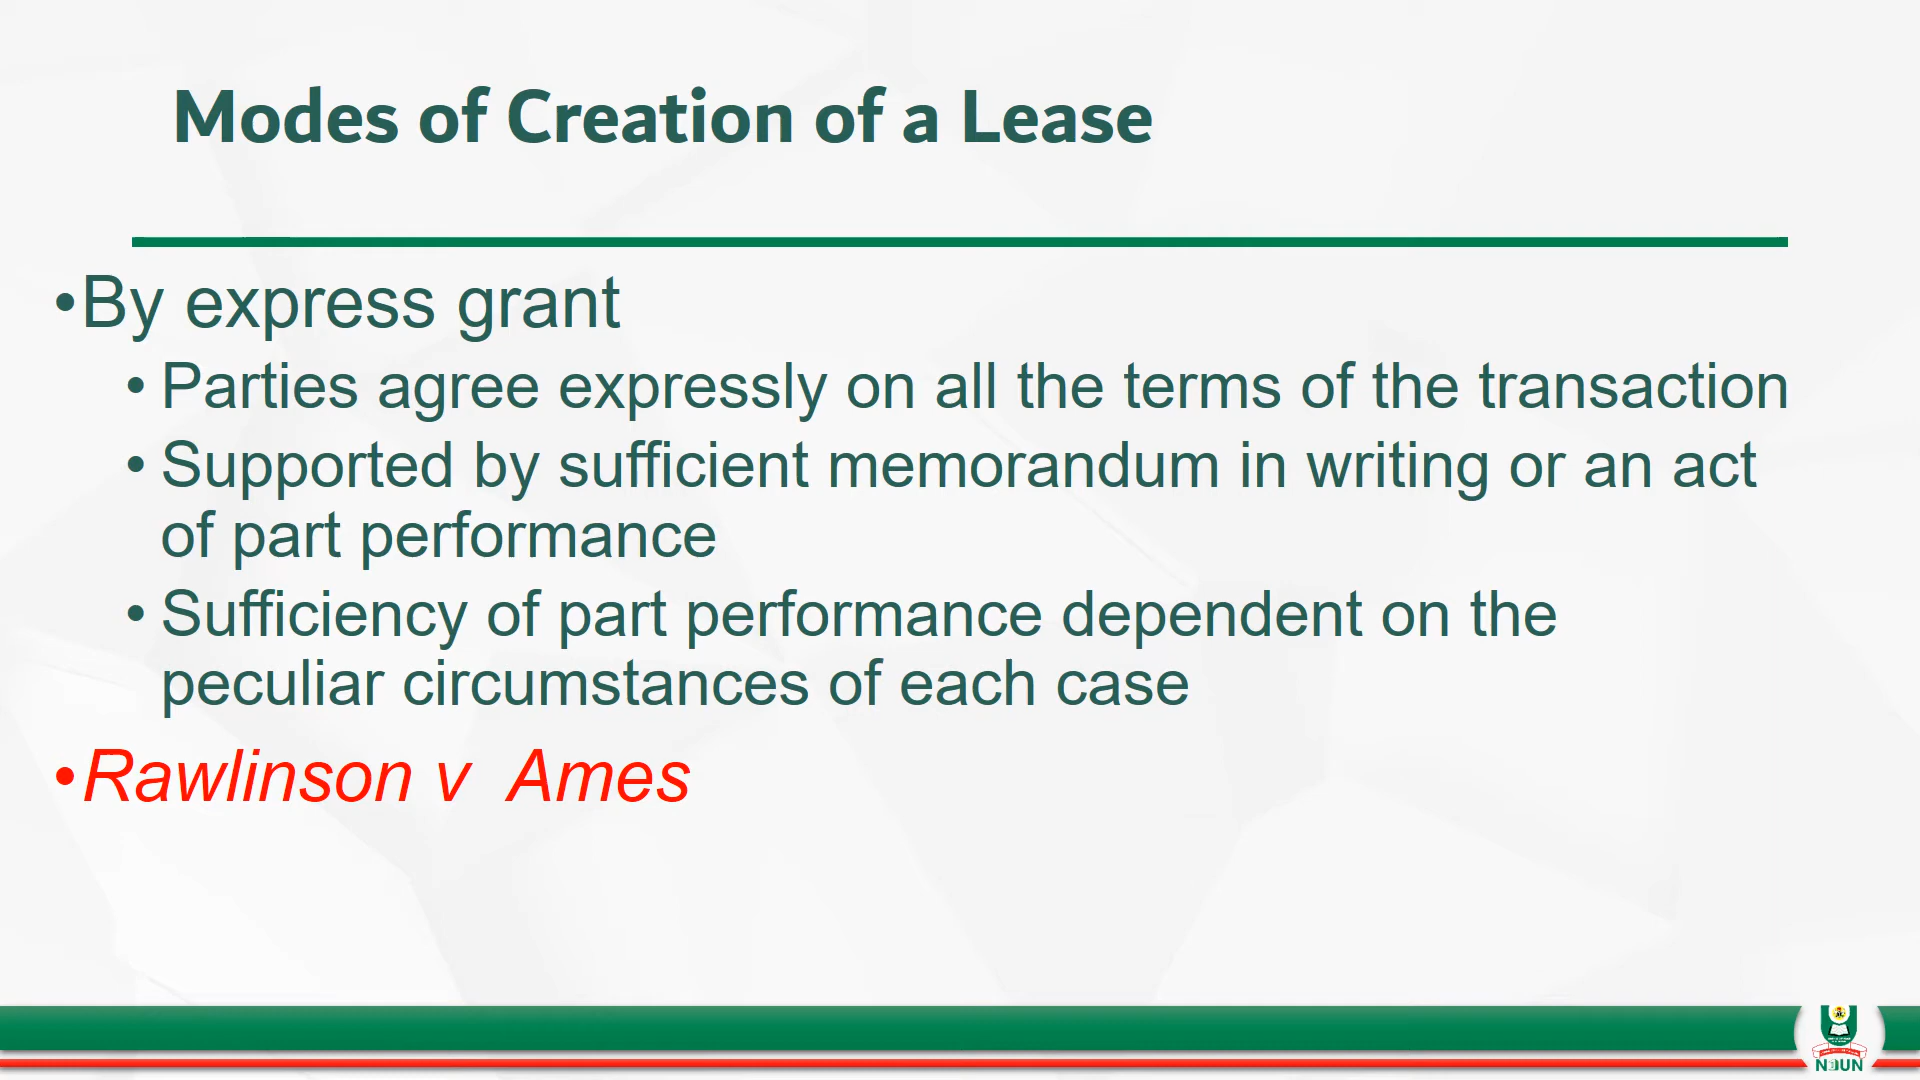 Modes of Creation of a Lease
•By express grant
• Parties agree expressly on all the terms of the transaction
• Supported by sufficient memorandum in writing or an act
of part performance
• Sufficiency of part performance dependent on the
peculiar circumstances of each case
•Rawlinson v  Ames
NOUN